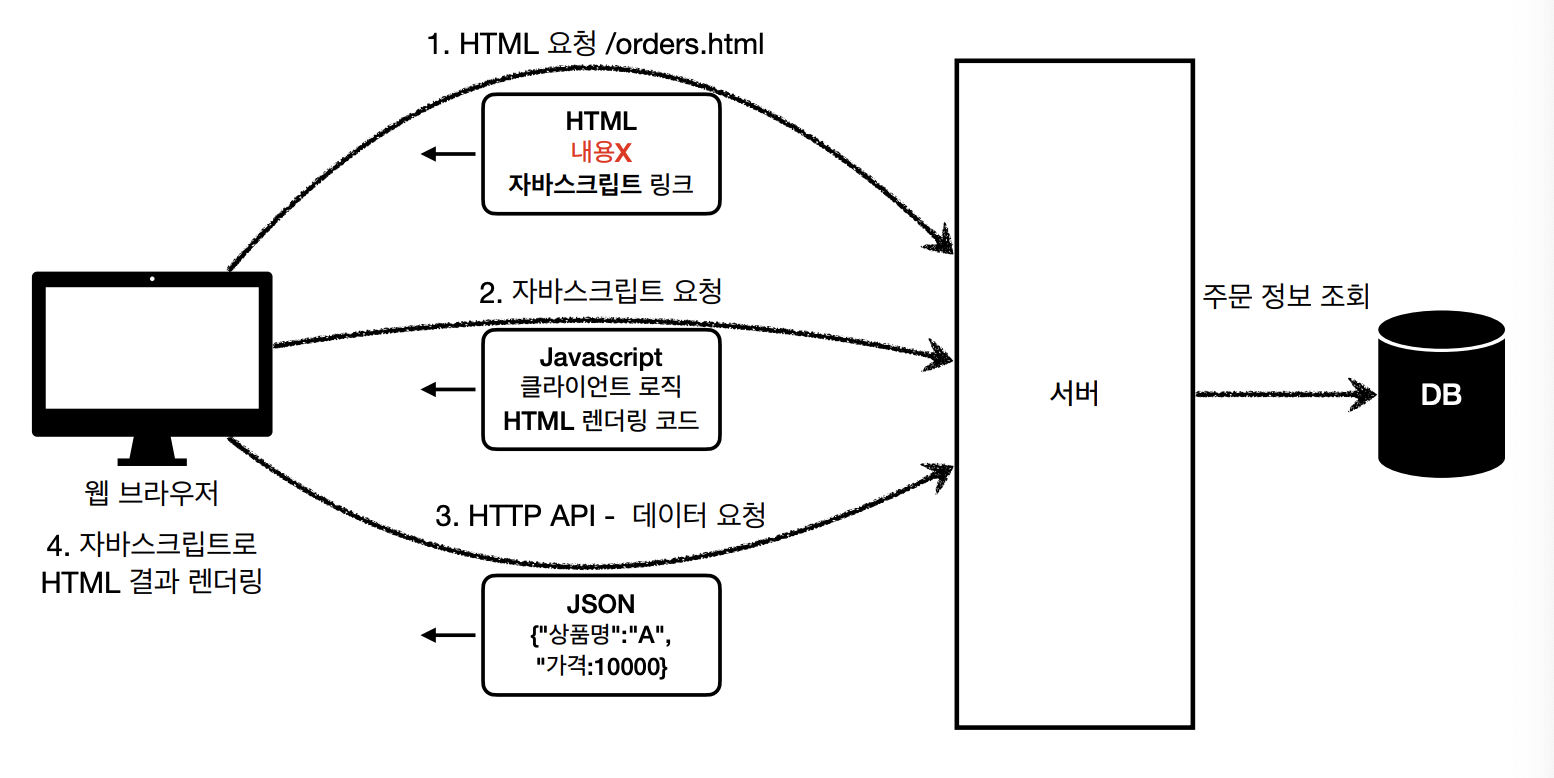 1. HTML 요청 /orders.html
HTML
내용X
자바스크립트 링크
2. 자바스크립트 요청
Javascript
클라이언트 로직
HTML 렌더링 코드
3. HTTP API - 데이터 요청
JSON
{"상품명":"A",
"가격:10000}
웹 브라우저
4. 자바스크립트로
HTML 결과 렌더링
서버
주문 정보 조회
DB